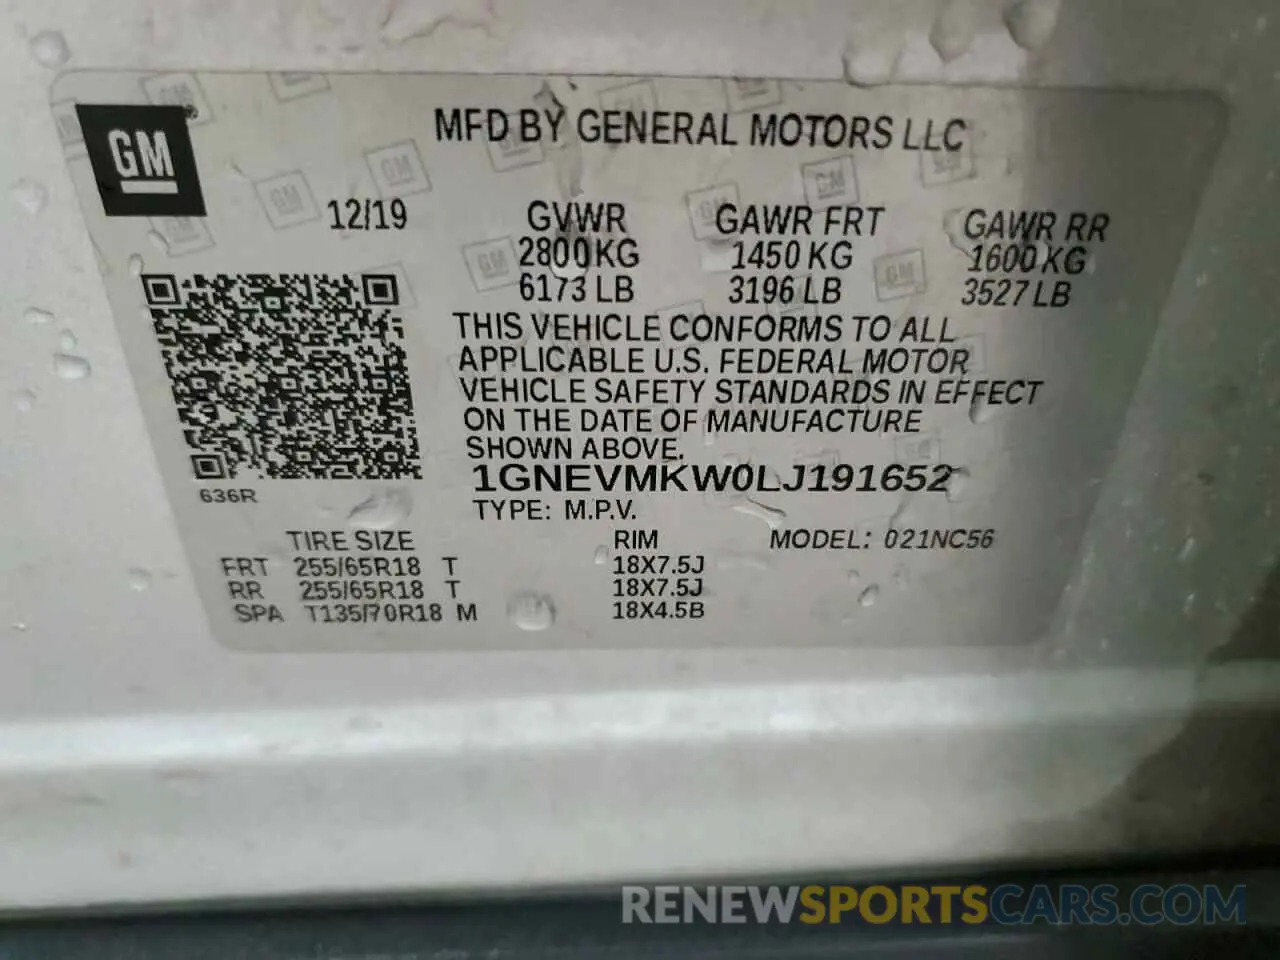 GM
MFD BY GENERAL MOTORS LLC
12/19 GVWR GAWR FRT GAWR RR
2800KG 1450 KG 1600KG
6173 LB 3196 LB 3527 LB
THIS VEHICLE CONFORMS TO ALL
APPLICABLE U.S. FEDERAL MOTOR
VEHICLE SAFETY STANDARDS IN EFFECT
ON THE DATE OF MANUFACTURE
SHOWN ABOVE.
636R
1GNEVMKW0LJ191652
TYPE: M.P.V.
TIRE SIZE RIM MODEL: 021NC56
FRT 255/65R18 T 18X7.5J
RR 255/65R18 T 18X7.5J
SPA T135/70R18 M 18X4.5B
RENEWSPORTSCARS.COM